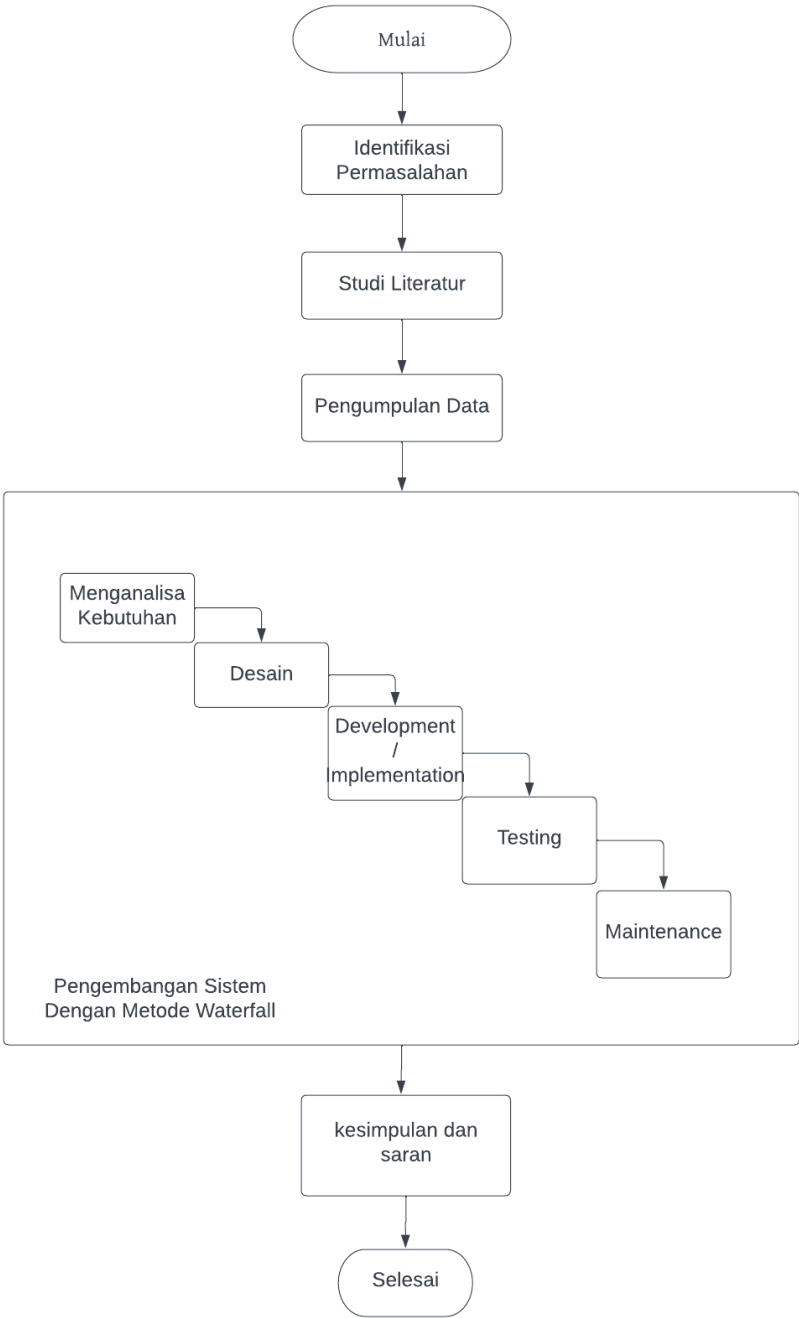 Mulai
Identifikasi
Permasalahan
Studi Literatur
Pengumpulan Data
Menganalisa
Kebutuhan
Desain
Development
/
Implementation
Testing
Maintenance
Pengembangan Sistem
Dengan Metode Waterfall
kesimpulan dan
saran
Selesai